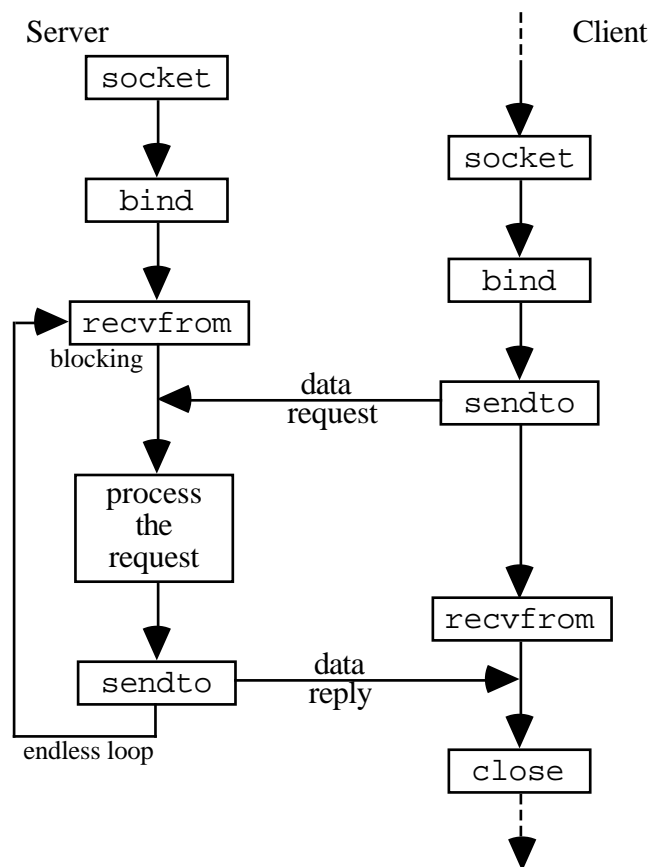 Server
Client
socket
socket
bind
bind
recvfrom
blocking
data
request
sendto
process
the
request
recvfrom
sendto
data
reply
endless loop
close